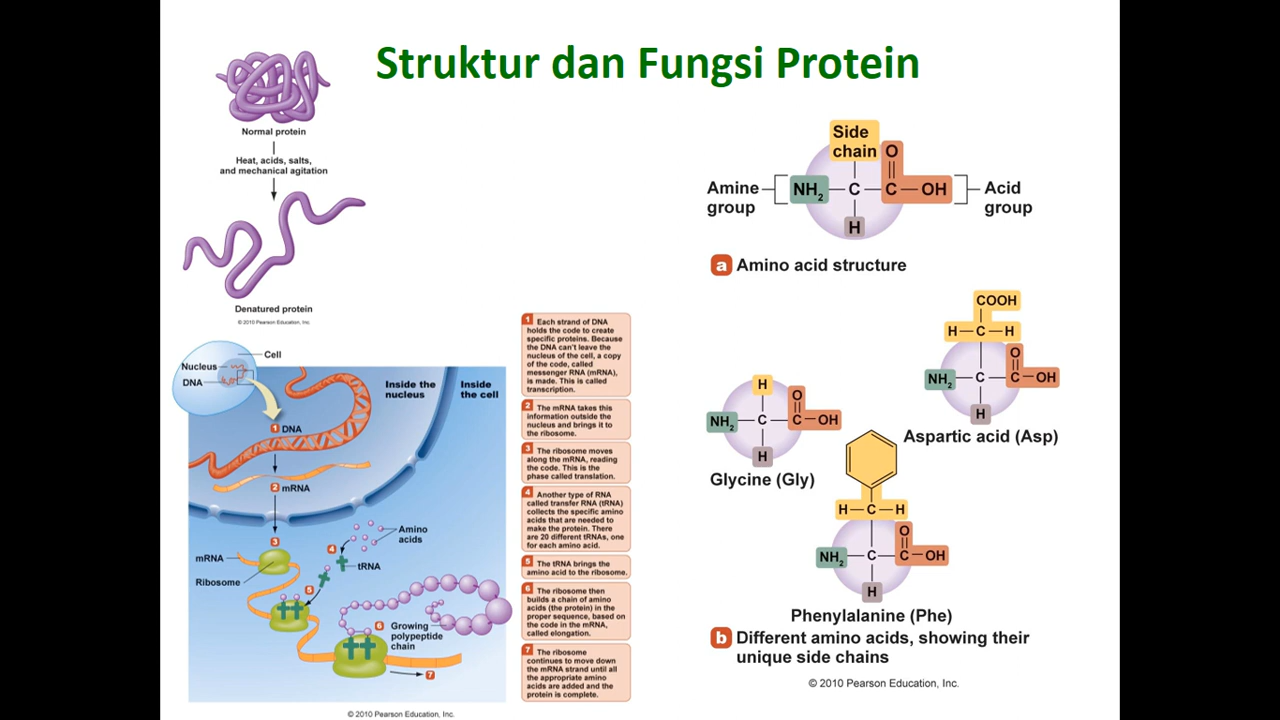 Struktur dan Fungsi Protein
Normal protein
Heat, acids, salts,
and mechanical agitation
Denatured protein
© 2010 Pearson Education, Inc.
Cell
Nucleus
DNA
Inside the
nucleus
Inside
the cell
1 DNA
2 mRNA
3
mRNA
Ribosome
4
Amino
acids
tRNA
5
6 Growing
polypeptide
chain
7
1 Each strand of DNA
holds the code to create
specific proteins. Because
the DNA can't leave the
nucleus of the cell, a copy
of the code, called
messenger RNA (mRNA),
is made. This is called
transcription.
2 The mRNA takes this
information outside the
nucleus and brings it to
the ribosome.
3 The ribosome moves
along the mRNA, reading
the code. This is the
phase called translation.
4 Another type of RNA
called transfer RNA (tRNA)
collects the specific amino
acids that are needed to
make the protein. There
are 20 different tRNAs, one
for each amino acid.
5 The tRNA brings the
amino acid to the ribosome.
6 The ribosome then
builds a chain of amino
acids (the protein) in the
proper sequence, based on
the code in the mRNA,
called elongation.
7 The ribosome
continues to move down
the mRNA strand until all
the appropriate amino
acids are added and the
protein is complete.
© 2010 Pearson Education, Inc.
Side
chain
O
Amine
group
NH2 C C OH
Acid
group
H
a Amino acid structure
COOH
H C H
O
NH2 C C OH
H
Aspartic acid (Asp)
H
O
NH2 C C OH
H
Glycine (Gly)
H C H
O
NH2 C C OH
H
Phenylalanine (Phe)
b Different amino acids, showing their
unique side chains
© 2010 Pearson Education, Inc.